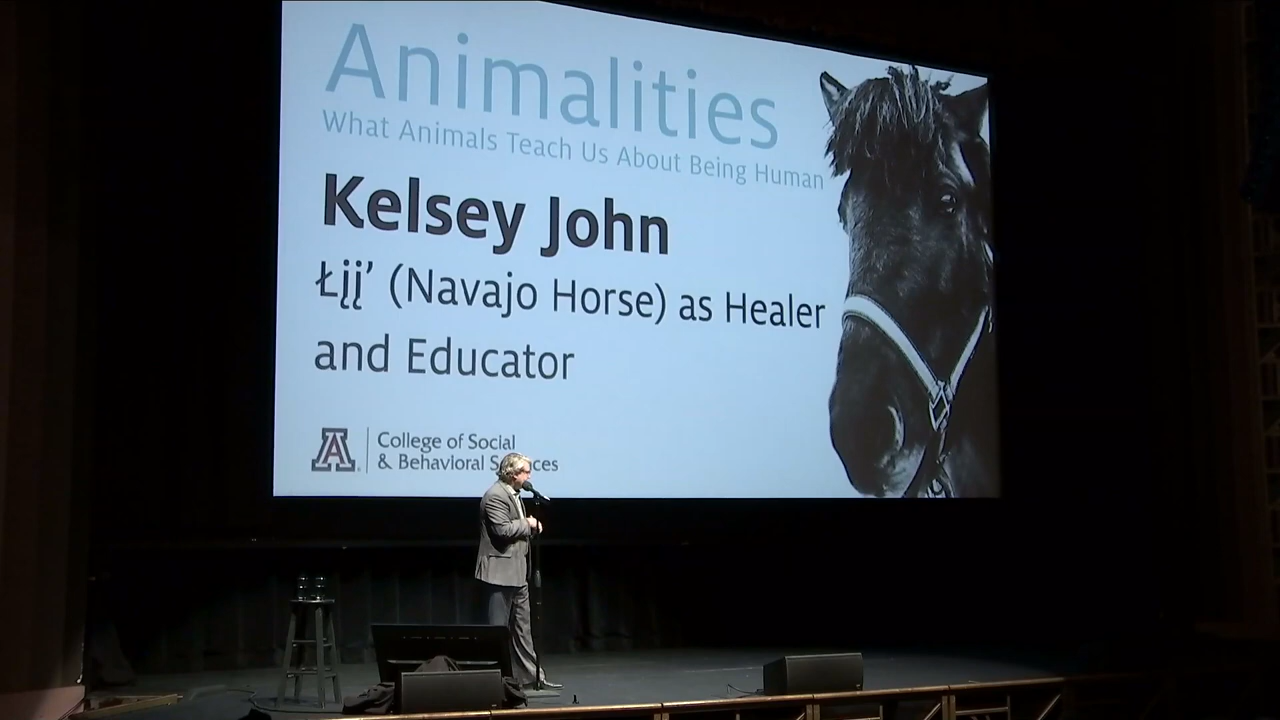 Animalities
What Animals Teach Us About Being Human
Kelsey John
Łı̨ı̨́’ (Navajo Horse) as Healer
and Educator
A
College of Social
& Behavioral Sciences